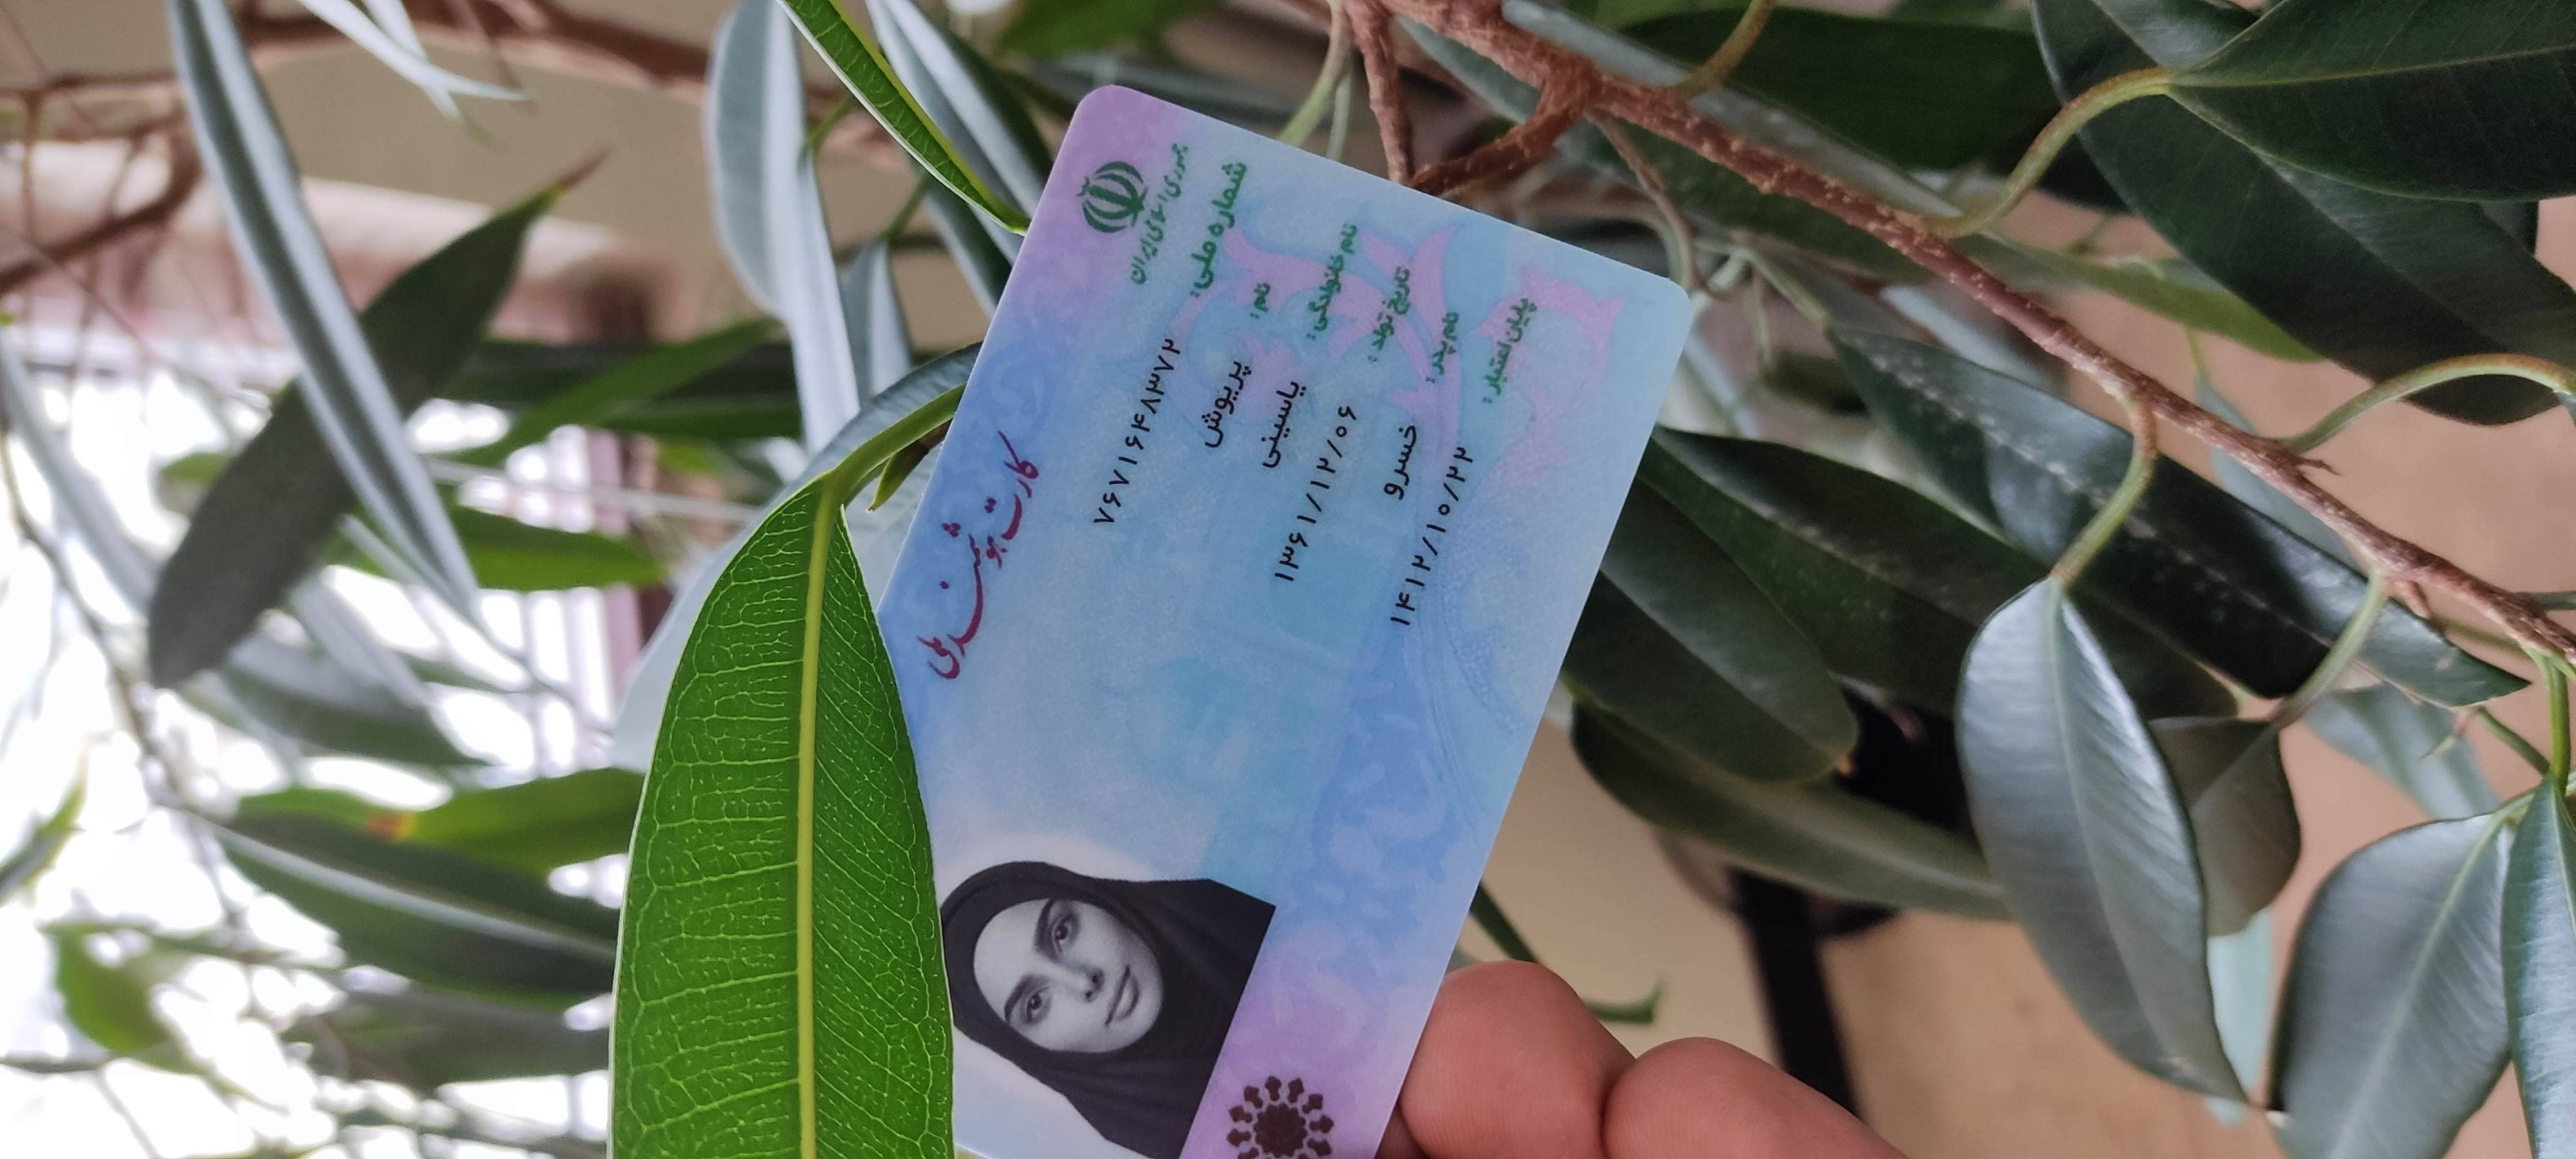 جمهوری اسلامی ایران
کارت هوشمند ملی
شماره ملی: ۷۶۷۱۶۴۸۳۷۲
نام: پریوش
نام خانوادگی: یاسینی
تاریخ تولد: ۱۳۶۱/۱۲/۰۶
نام پدر: خسرو
پایان اعتبار: ۱۴۱۲/۱۰/۲۲